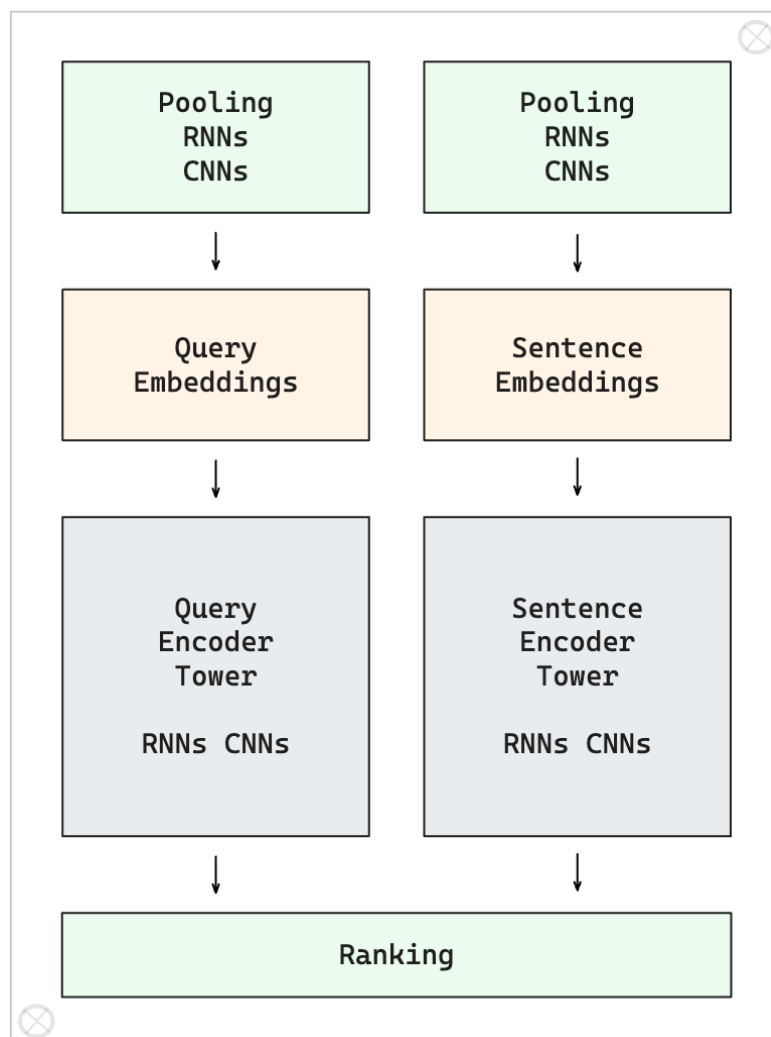 Pooling
RNNs
CNNs
Pooling
RNNs
CNNs
Query
Embeddings
Sentence
Embeddings
Query
Encoder
Tower
RNNs CNNs
Sentence
Encoder
Tower
RNNs CNNs
Ranking